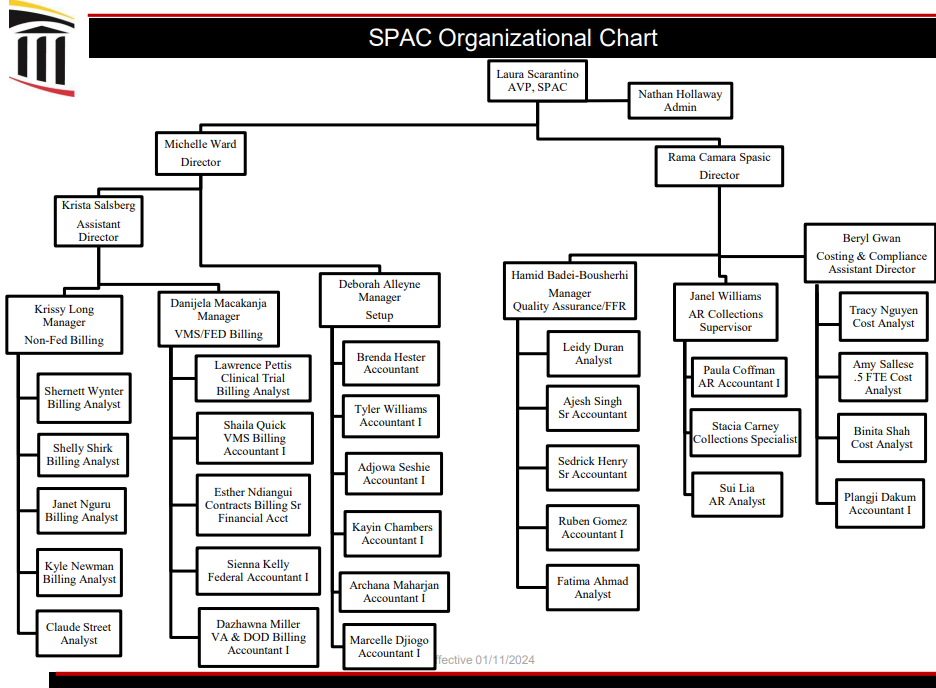 SPAC Organizational Chart
Laura Scarantino
AVP, SPAC
Nathan Hollaway
Admin
Michelle Ward
Director
Rama Camara Spasic
Director
Krista Salsberg
Assistant
Director
Beryl Gwan
Costing & Compliance
Assistant Director
Krissy Long
Manager
Non-Fed Billing
Danijela Macakanja
Manager
VMS/FED Billing
Deborah Alleyne
Manager
Setup
Hamid Badei-Bousherhi
Manager
Quality Assurance/FFR
Janel Williams
AR Collections
Supervisor
Shernett Wynter
Billing Analyst
Shelly Shirk
Billing Analyst
Janet Nguru
Billing Analyst
Kyle Newman
Billing Analyst
Claude Street
Analyst
Lawrence Pettis
Clinical Trial
Billing Analyst
Shaila Quick
VMS Billing
Accountant I
Esther Ndiangui
Contracts Billing Sr
Financial Acct
Sienna Kelly
Federal Accountant I
Dazhawna Miller
VA & DOD Billing
Accountant I
Brenda Hester
Accountant
Tyler Williams
Accountant I
Adjowa Seshie
Accountant I
Kayin Chambers
Accountant I
Archana Maharjan
Accountant I
Marcelle Djiogo
Accountant I
Leidy Duran
Analyst
Ajesh Singh
Sr Accountant
Sedrick Henry
Sr Accountant
Ruben Gomez
Accountant I
Fatima Ahmad
Analyst
Paula Coffman
AR Accountant I
Stacia Carney
Collections Specialist
Sui Lia
AR Analyst
Tracy Nguyen
Cost Analyst
Amy Sallese
.5 FTE Cost
Analyst
Binita Shah
Cost Analyst
Plangji Dakum
Accountant I
ffective 01/11/2024